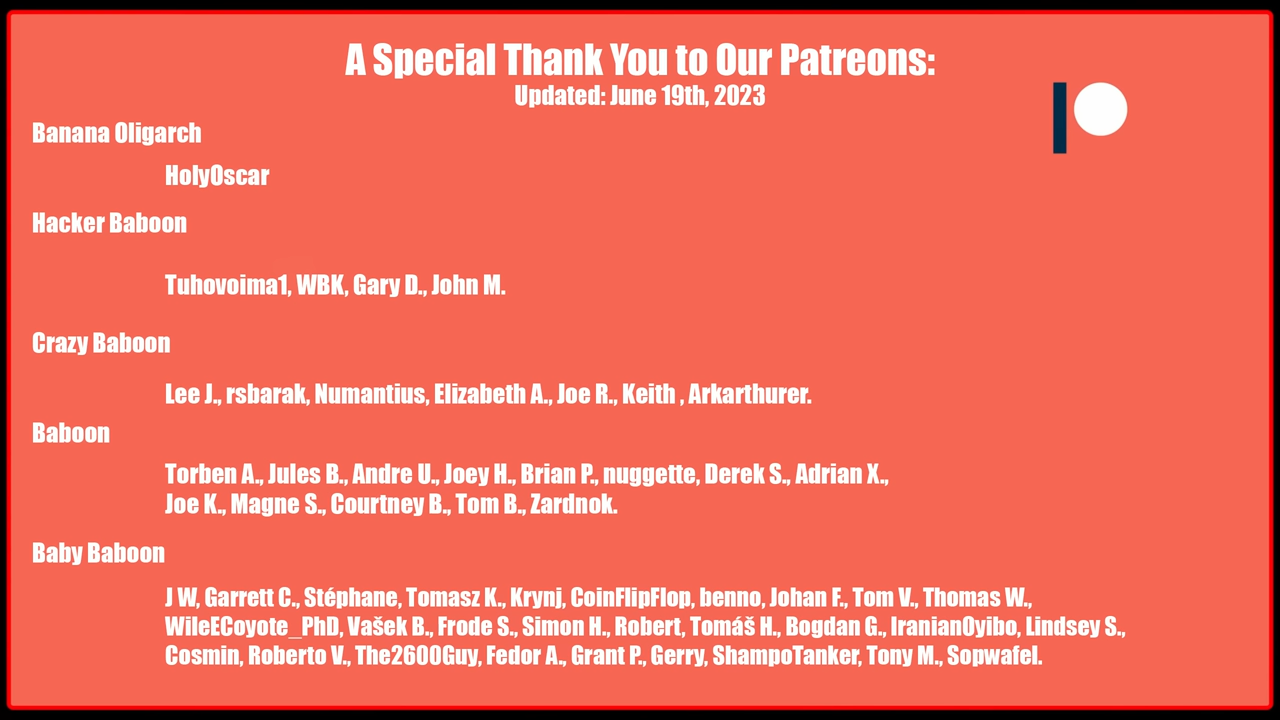 A Special Thank You to Our Patreons:
Updated: June 19th, 2023
Banana Oligarch
HolyOscar
Hacker Baboon
Tuhovoima1, WBK, Gary D., John M.
Crazy Baboon
Lee J., rsbarak, Numantius, Elizabeth A., Joe R., Keith , Arkarthurer.
Baboon
Torben A., Jules B., Andre U., Joey H., Brian P., nuggette, Derek S., Adrian X.,
Joe K., Magne S., Courtney B., Tom B., Zardnok.
Baby Baboon
J W, Garrett C., Stéphane, Tomasz K., Krynj, CoinFlipFlop, benno, Johan F., Tom V., Thomas W.,
WileECoyote_PhD, Vašek B., Frode S., Simon H., Robert, Tomáš H., Bogdan G., IranianOyibo, Lindsey S.,
Cosmin, Roberto V., The2600Guy, Fedor A., Grant P., Gerry, ShampoTanker, Tony M., Sopwafel.